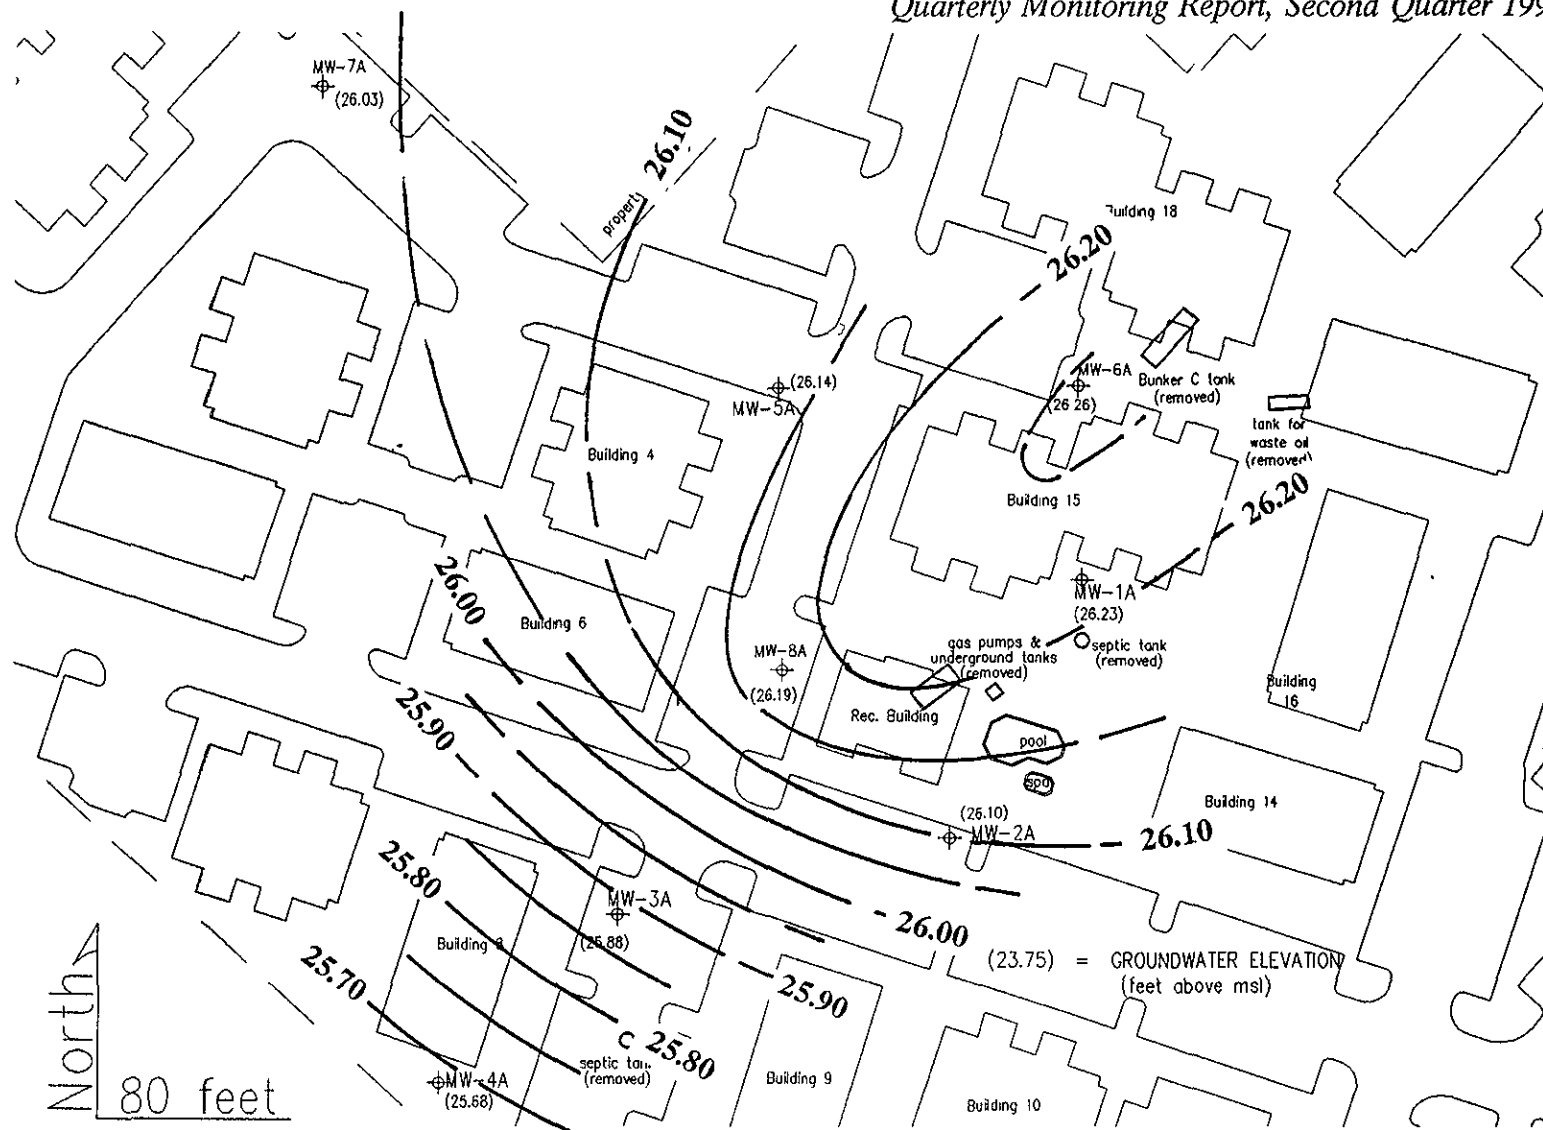 Quarterly Monitoring Report, Second Quarter 199
MW-7A
(26.03)
26.10
property
Building 18
26.20
MW-6A
(26 26)
Bunker C tank
(removed)
(26.14)
MW-5A
tank for
waste oil
(removed)
Building 4
Building 15
26.20
26.00
MW-1A
(26.23)
Building 6
gas pumps &
underground tanks
(removed)
septic tank
(removed)
MW-8A
(26.19)
Building
16
25.90
Rec. Building
pool
spa
Building 14
(26.10)
MW-2A
26.10
25.80
MW-3A
(25.88)
Building 8
26.00
(23.75) = GROUNDWATER ELEVATION
(feet above msl)
25.70
25.90
25.80
septic tan
(removed)
MW-4A
(25.68)
Building 9
Building 10
North
80 feet